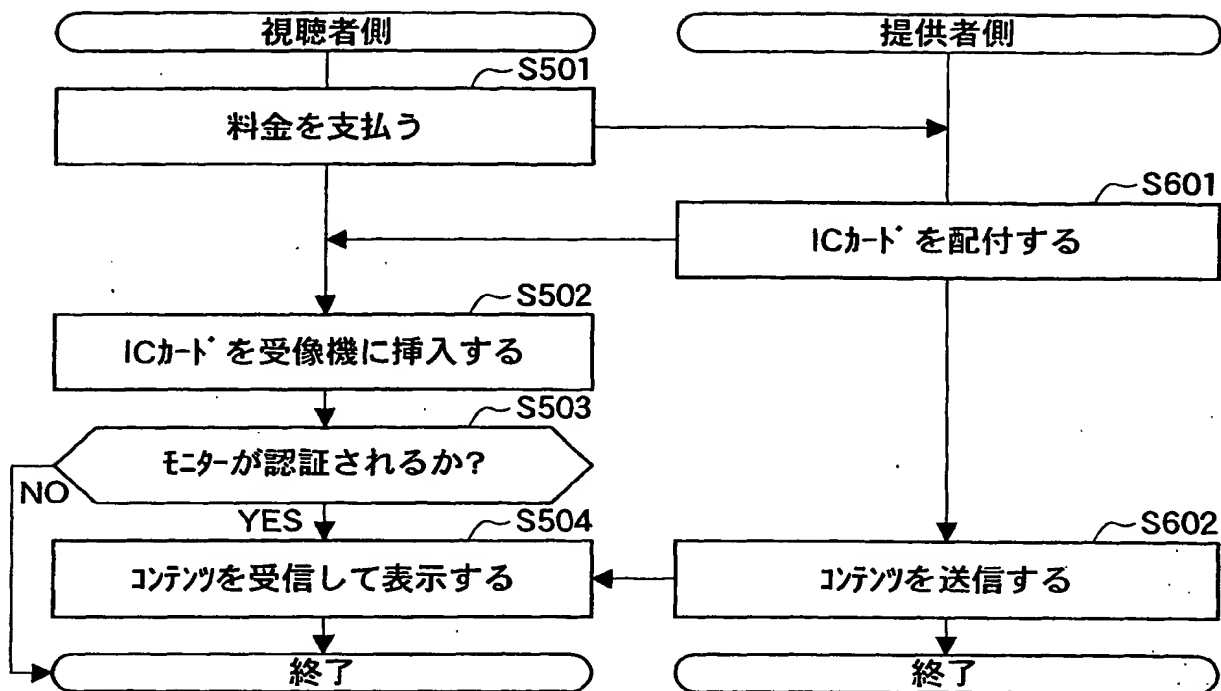 視聴者側
提供者側
S501
料金を支払う
S601
ICｶｰﾄﾞを配付する
S502
ICｶｰﾄﾞを受像機に挿入する
S503
ﾓﾆﾀｰが認証されるか?
NO
YES
S504
ｺﾝﾃﾝﾂを受信して表示する
S602
ｺﾝﾃﾝﾂを送信する
終了
終了